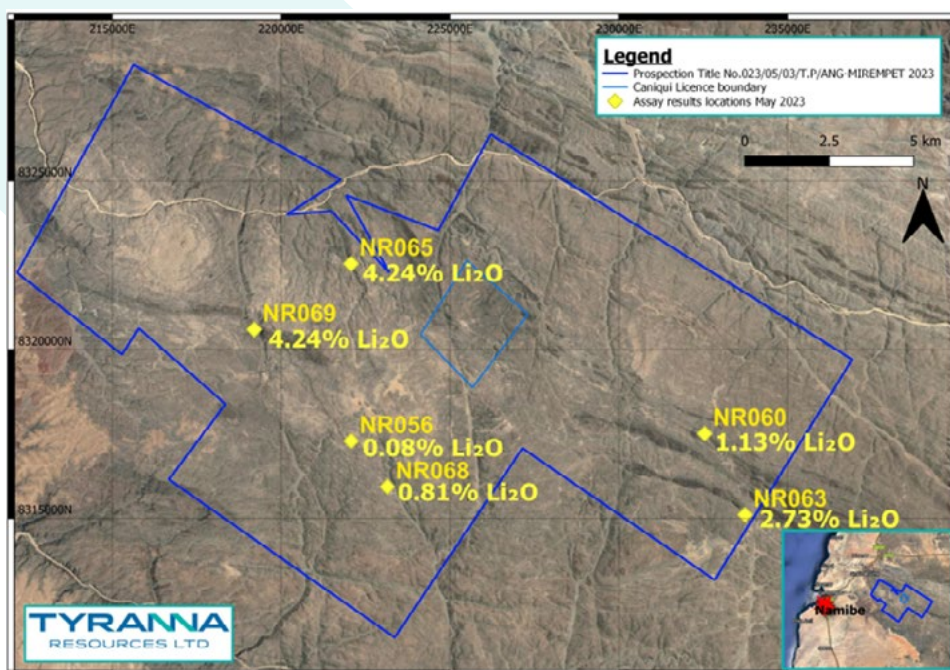 215000E
220000E
225000E
230000E
235000E
Legend
Prospection Title No.023/05/03/T.P/ANG-MIREMPET 2023
Caniqui Licence boundary
Assay results locations May 2023
0 2.5 5 km
N
8325000N
NR065
4.24% Li₂O
NR069
4.24% Li₂O
8320000N
NR056
0.08% Li₂O
NR060
1.13% Li₂O
NR068
0.81% Li₂O
8315000N
NR063
2.73% Li₂O
Namibe
TYRANNA
RESOURCES LTD